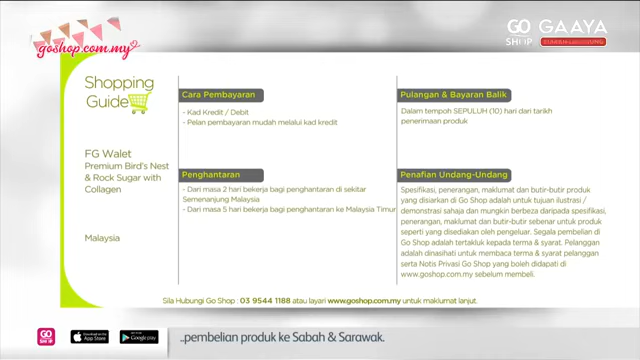 goshop.com.my
GO SHOP GAAYA
Shopping
Guide
FG Walet
Premium Bird's Nest
& Rock Sugar with
Collagen
Malaysia
Cara Pembayaran
- Kad Kredit / Debit
- Pelan pembayaran mudah melalui kad kredit
Penghantaran
- Dari masa 2 hari bekerja bagi penghantaran di sekitar
Semenanjung Malaysia
- Dari masa 5 hari bekerja bagi penghantaran ke Malaysia Timur
Pulangan & Bayaran Balik
Dalam tempoh SEPULUH (10) hari dari tarikh
penerimaan produk
Penafian Undang-Undang
Spesifikasi, penerangan, maklumat dan butir-butir produk
yang disiarkan di Go Shop adalah untuk tujuan ilustrasi /
demonstrasi sahaja dan mungkin berbeza daripada spesifikasi,
penerangan, maklumat dan butir-butir sebenar untuk produk
seperti yang disediakan oleh pengeluar. Segala pembelian di
Go Shop adalah tertakluk kepada terma & syarat. Pelanggan
adalah dinasihati untuk membaca terma & syarat pelanggan
serta Notis Privasi Go Shop yang boleh didapati di
www.goshop.com.my sebelum membeli.
Sila Hubungi Go Shop : 03 9544 1188 atau layari www.goshop.com.my untuk maklumat lanjut.
GO SHOP
App Store
Google play
..pembelian produk ke Sabah & Sarawak.